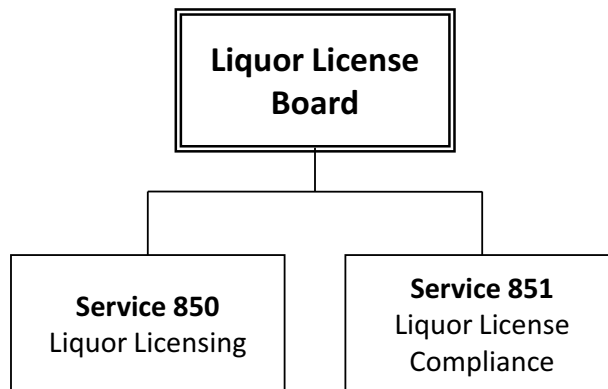 Liquor License
Board
Service 850
Liquor Licensing
Service 851
Liquor License
Compliance